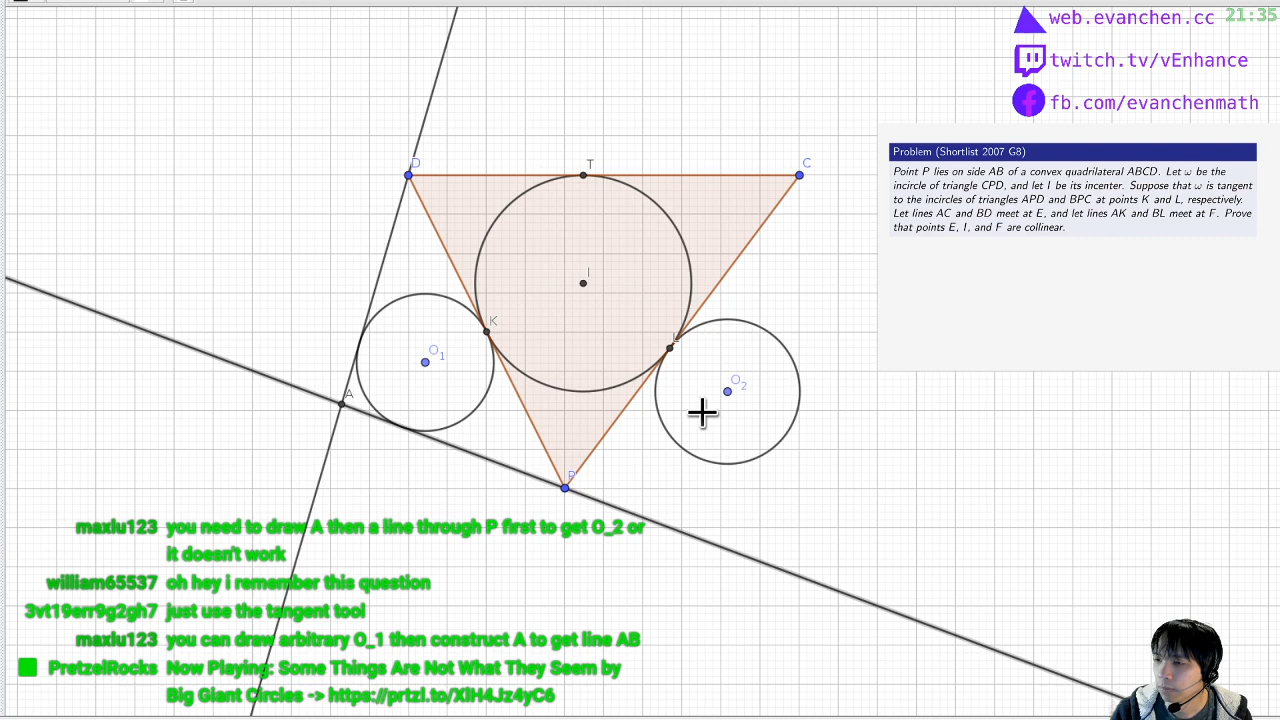 web.evanchen.cc 21:35
twitch.tv/vEnhance
fb.com/evanchenmath
Problem (Shortlist 2007 G8)
Point P lies on side AB of a convex quadrilateral ABCD. Let ω be the
incircle of triangle CPD, and let I be its incenter. Suppose that ω is tangent
to the incircles of triangles APD and BPC at points K and L, respectively.
Let lines AC and BD meet at E, and let lines AK and BL meet at F. Prove
that points E, I, and F are collinear.
D T C
I
K
L
O1
O2
A
P
maxlu123 you need to draw A then a line through P first to get O_2 or
it doesn't work
william65537 oh hey i remember this question
3vt19err9g2gh7 just use the tangent tool
maxlu123 you can draw arbitrary O_1 then construct A to get line AB
PretzelRocks Now Playing: Some Things Are Not What They Seem by
Big Giant Circles -> https://prtzl.to/XlH4Jz4yC6